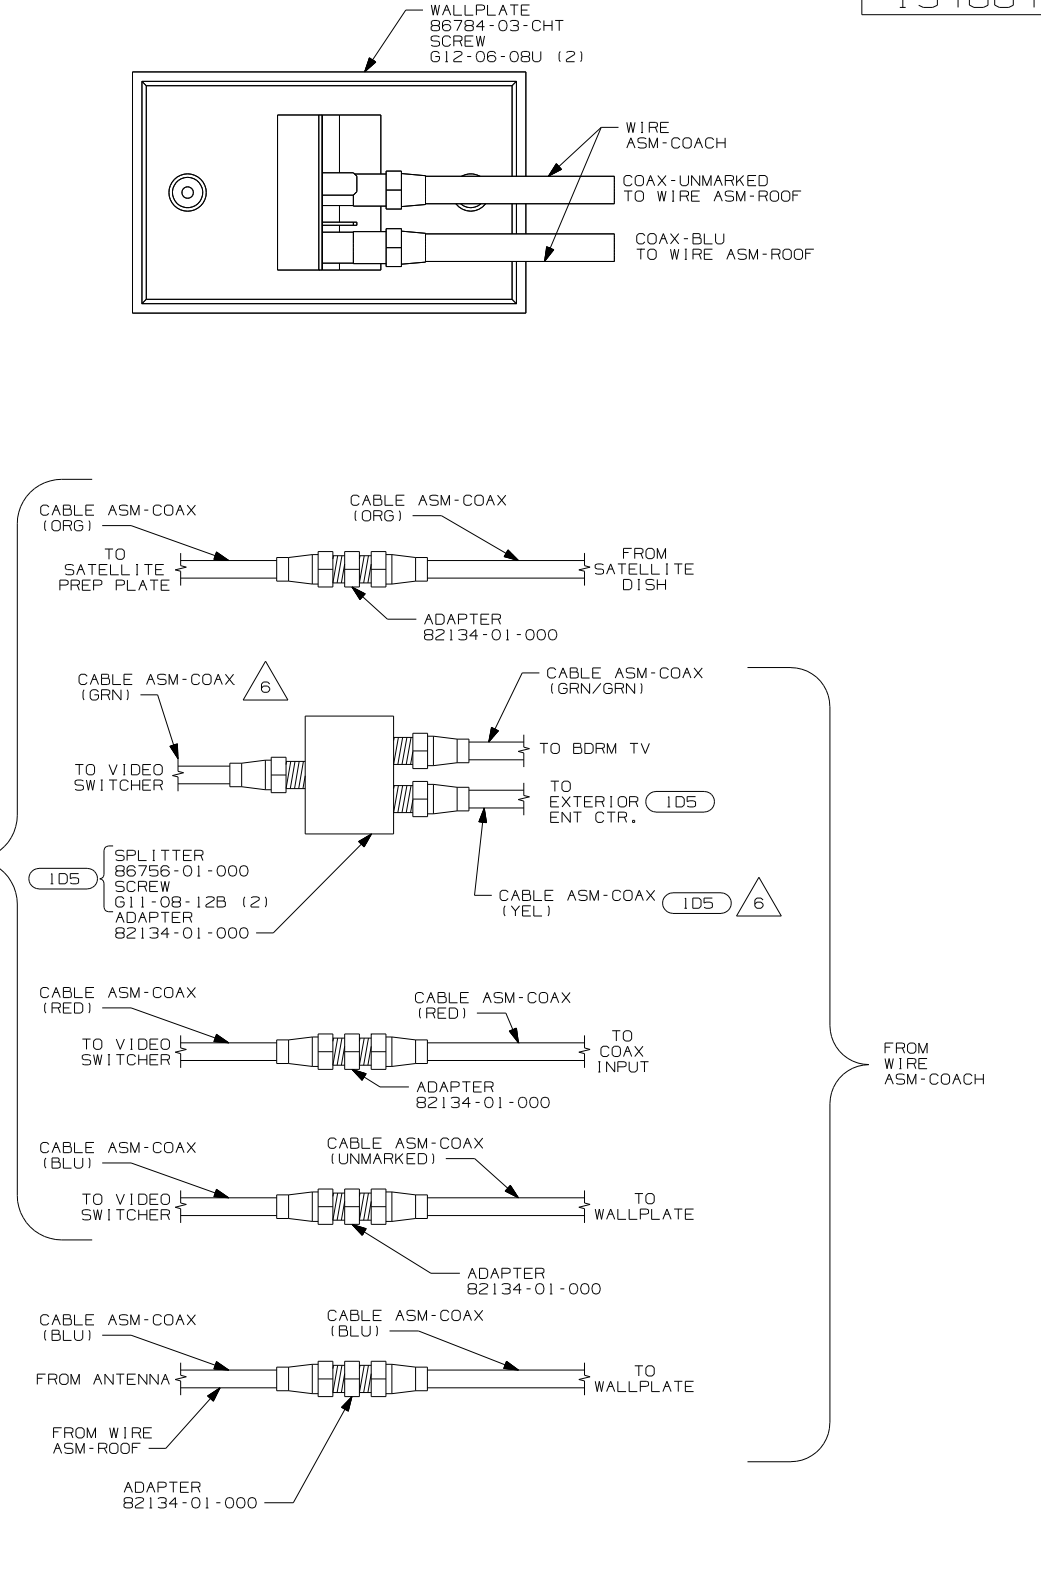 WALLPLATE
86784-03-CHT
SCREW
G12-06-08U (2)
WIRE
ASM-COACH
COAX-UNMARKED
TO WIRE ASM-ROOF
COAX-BLU
TO WIRE ASM-ROOF
CABLE ASM-COAX
(ORG)
CABLE ASM-COAX
(ORG)
TO
SATELLITE
PREP PLATE
FROM
SATELLITE
DISH
ADAPTER
82134-01-000
CABLE ASM-COAX
(GRN)
6
CABLE ASM-COAX
(GRN/GRN)
TO VIDEO
SWITCHER
TO BDRM TV
TO
EXTERIOR
ENT CTR.
1D5
1D5
SPLITTER
86756-01-000
SCREW
G11-08-12B (2)
ADAPTER
82134-01-000
CABLE ASM-COAX
(YEL)
1D5
6
CABLE ASM-COAX
(RED)
CABLE ASM-COAX
(RED)
TO VIDEO
SWITCHER
TO
COAX
INPUT
ADAPTER
82134-01-000
FROM
WIRE
ASM-COACH
CABLE ASM-COAX
(BLU)
CABLE ASM-COAX
(UNMARKED)
TO VIDEO
SWITCHER
TO
WALLPLATE
ADAPTER
82134-01-000
CABLE ASM-COAX
(BLU)
CABLE ASM-COAX
(BLU)
FROM ANTENNA
TO
WALLPLATE
FROM WIRE
ASM-ROOF
ADAPTER
82134-01-000